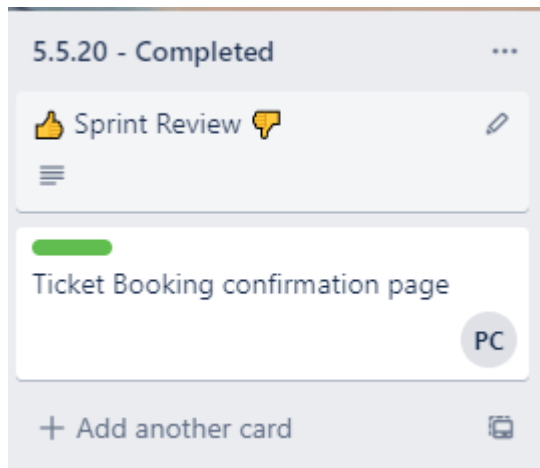 5.5.20 - Completed
👍 Sprint Review 👎
Ticket Booking confirmation page
PC
+ Add another card